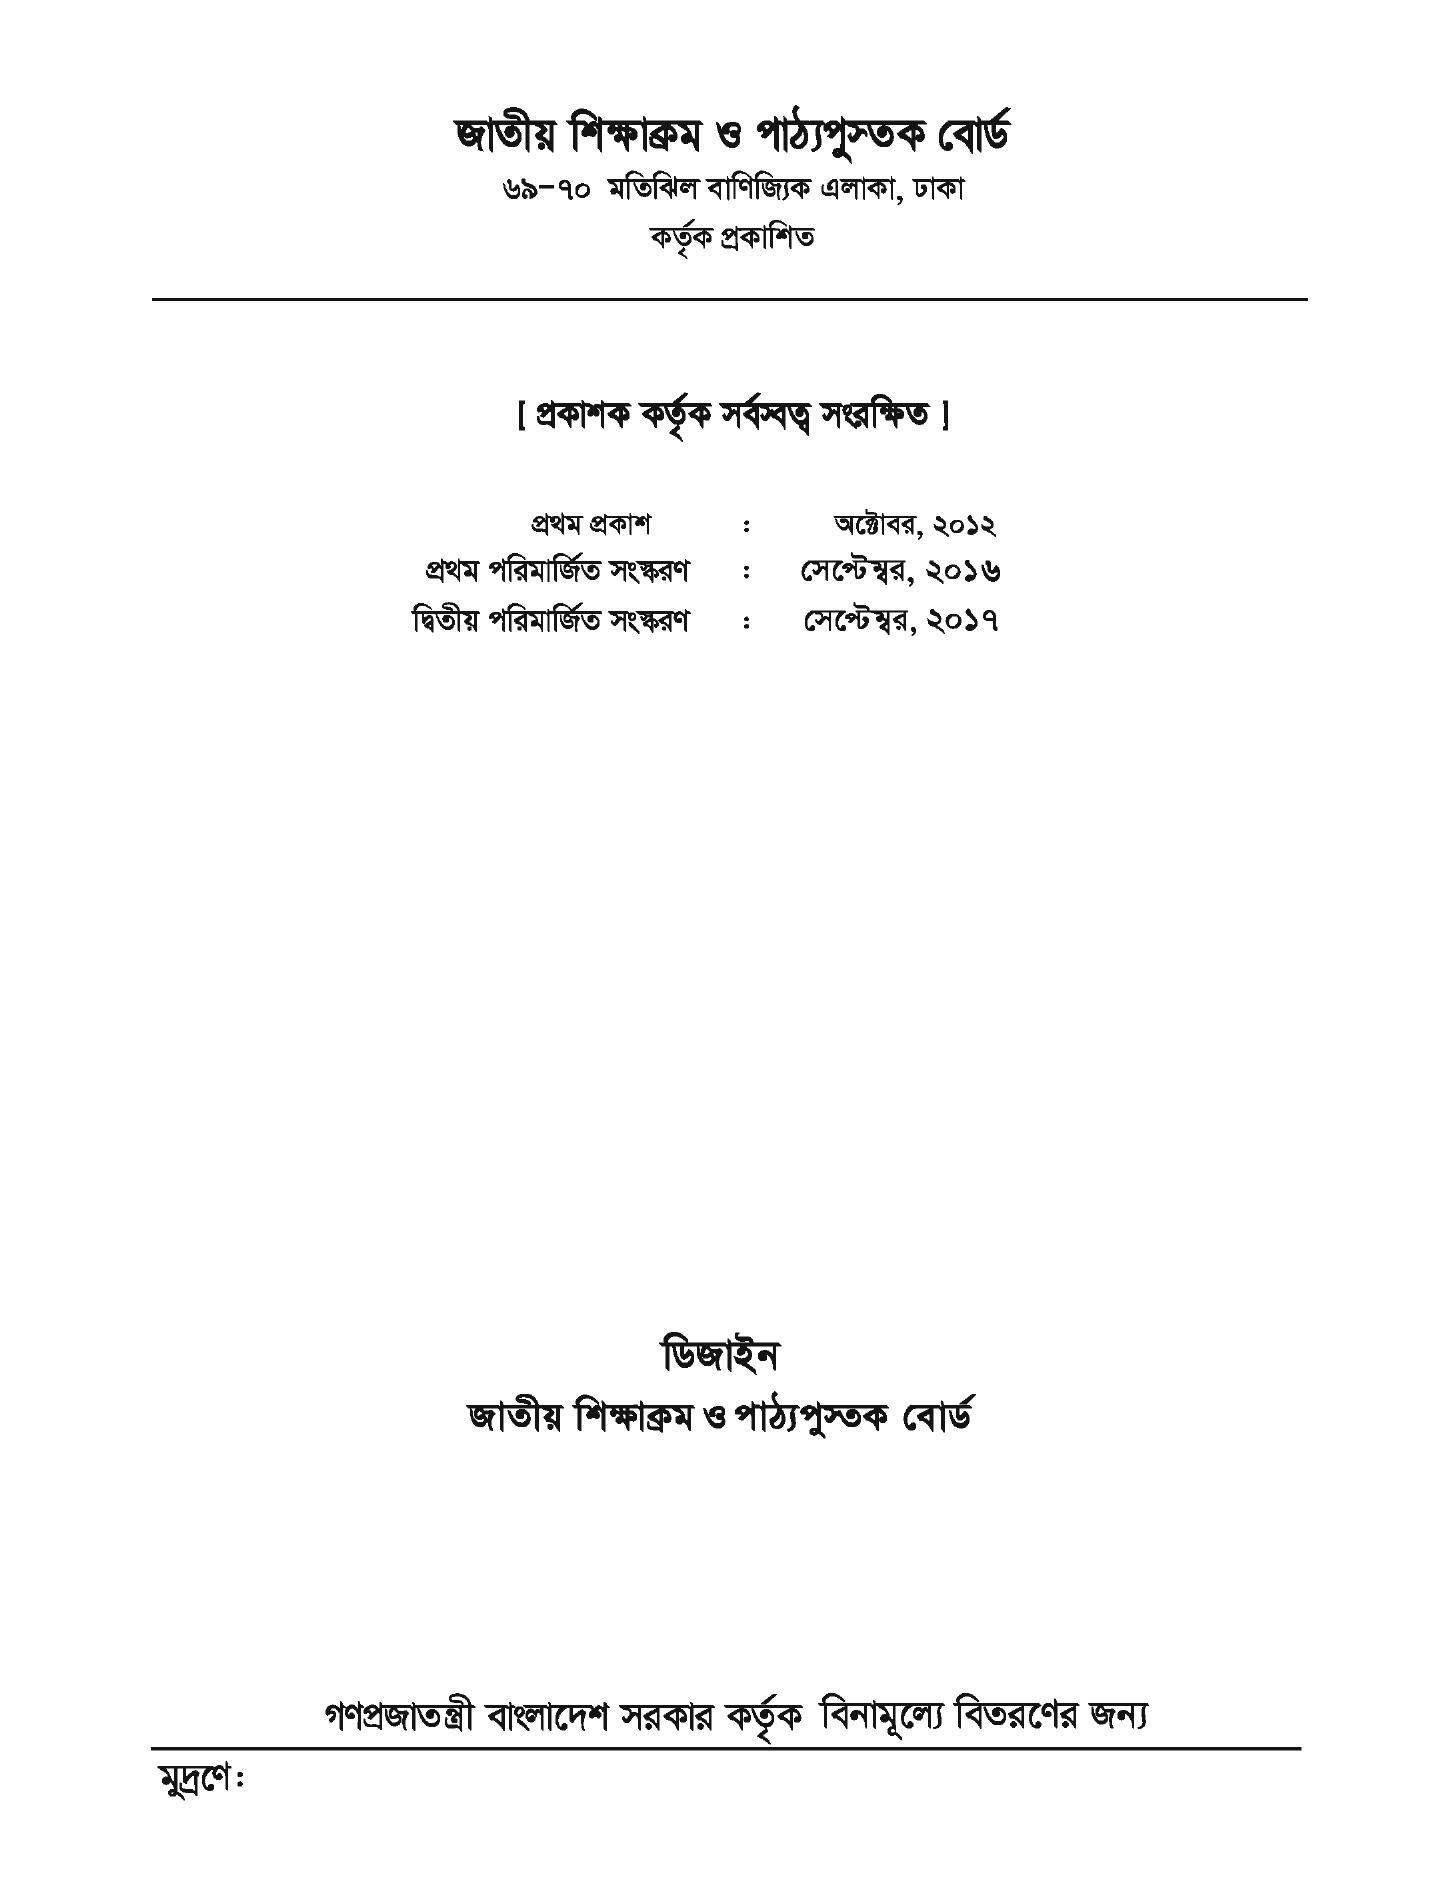 জাতীয় শিক্ষাক্রম ও পাঠ্যপুস্তক বোর্ড
৬৯-৭০ মতিঝিল বাণিজ্যিক এলাকা, ঢাকা
কর্তৃক প্রকাশিত
[ প্রকাশক কর্তৃক সর্বস্বত্ব সংরক্ষিত ]
প্রথম প্রকাশ : অক্টোবর, ২০১২
প্রথম পরিমার্জিত সংস্করণ : সেপ্টেম্বর, ২০১৬
দ্বিতীয় পরিমার্জিত সংস্করণ : সেপ্টেম্বর, ২০১৭
ডিজাইন
জাতীয় শিক্ষাক্রম ও পাঠ্যপুস্তক বোর্ড
গণপ্রজাতন্ত্রী বাংলাদেশ সরকার কর্তৃক বিনামূল্যে বিতরণের জন্য
মুদ্রণে: